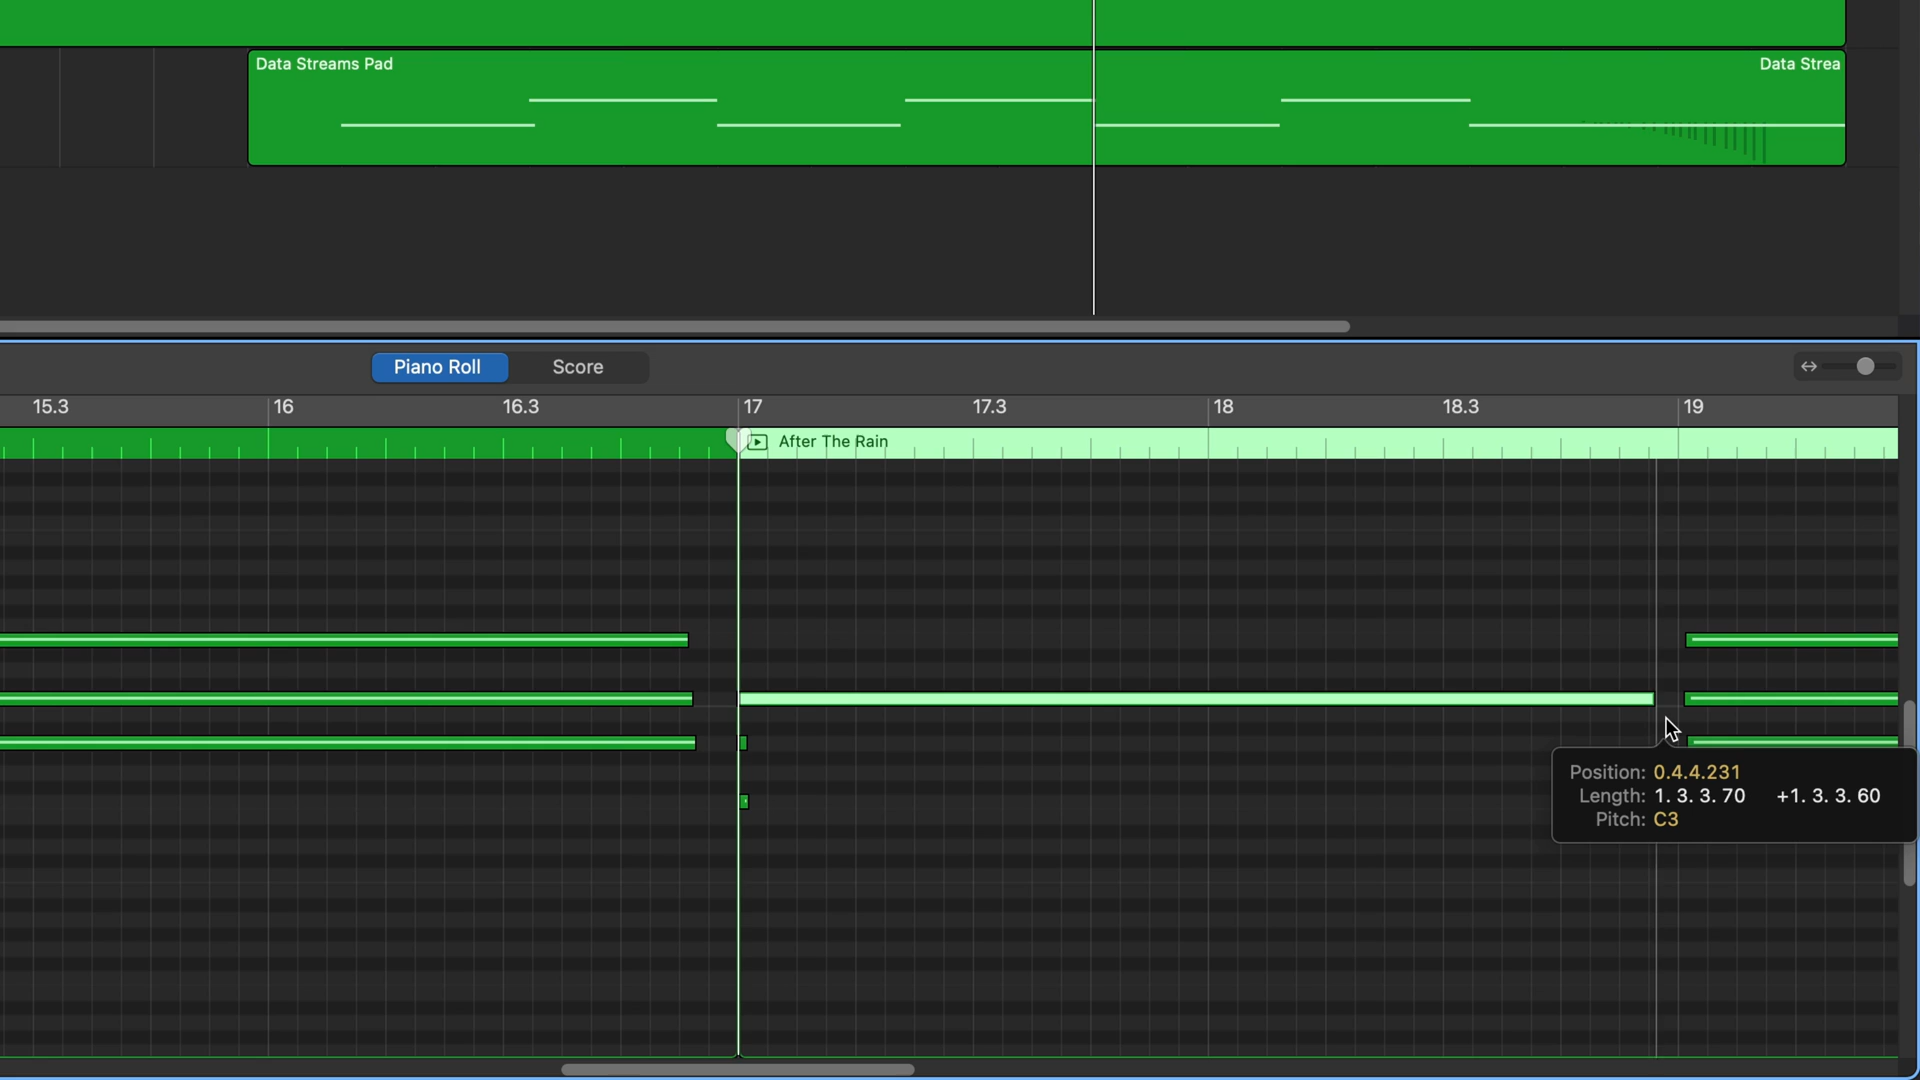 Data Streams Pad
Data Strea
Piano Roll
Score
15.3
16
16.3
17
17.3
18
18.3
19
After The Rain
Position: 0.4.4.231
Length: 1. 3. 3. 70 +1. 3. 3. 60
Pitch: C3